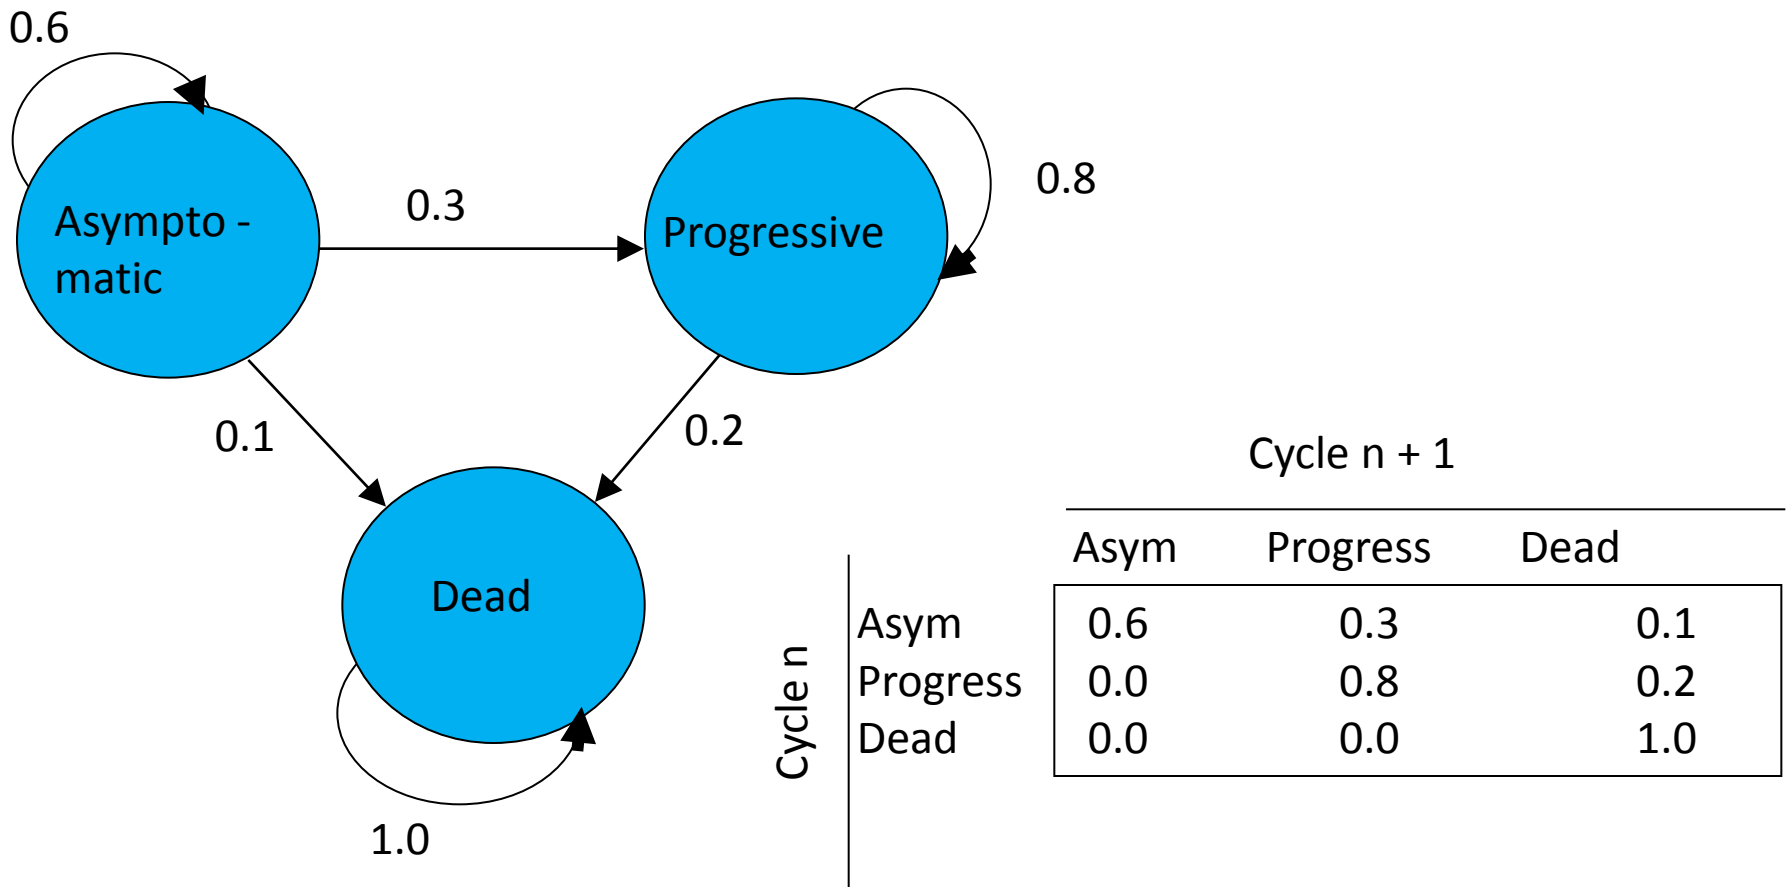 0.6
Asympto -
matic
0.3
Progressive
0.8
0.1
0.2
Dead
1.0
Cycle n + 1
Asym Progress Dead
Cycle n
Asym 0.6 0.3 0.1
Progress 0.0 0.8 0.2
Dead 0.0 0.0 1.0